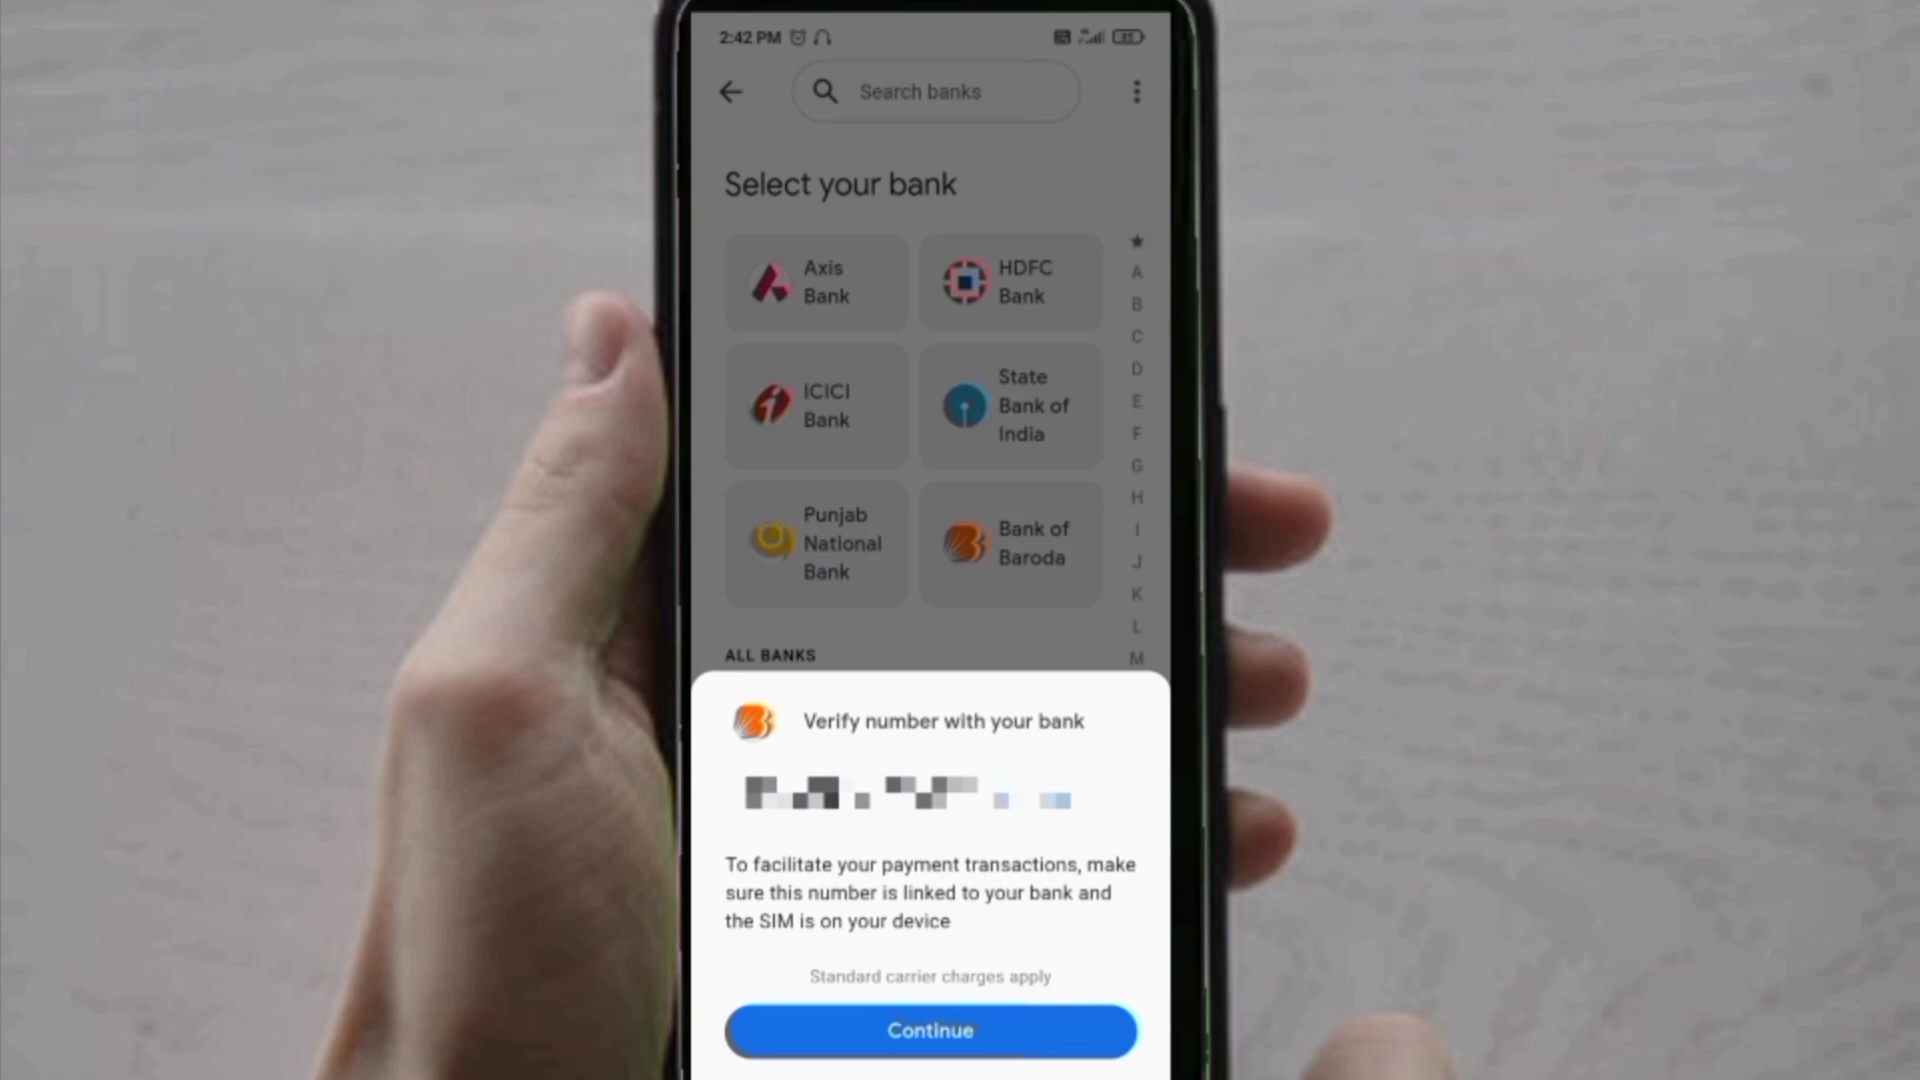 2:42 PM
Search banks
Select your bank
Axis
Bank
HDFC
Bank
ICICI
Bank
State
Bank of
India
Punjab
National
Bank
Bank of
Baroda
★
A
B
C
D
E
F
G
H
I
J
K
L
M
ALL BANKS
Verify number with your bank
To facilitate your payment transactions, make
sure this number is linked to your bank and
the SIM is on your device
Standard carrier charges apply
Continue